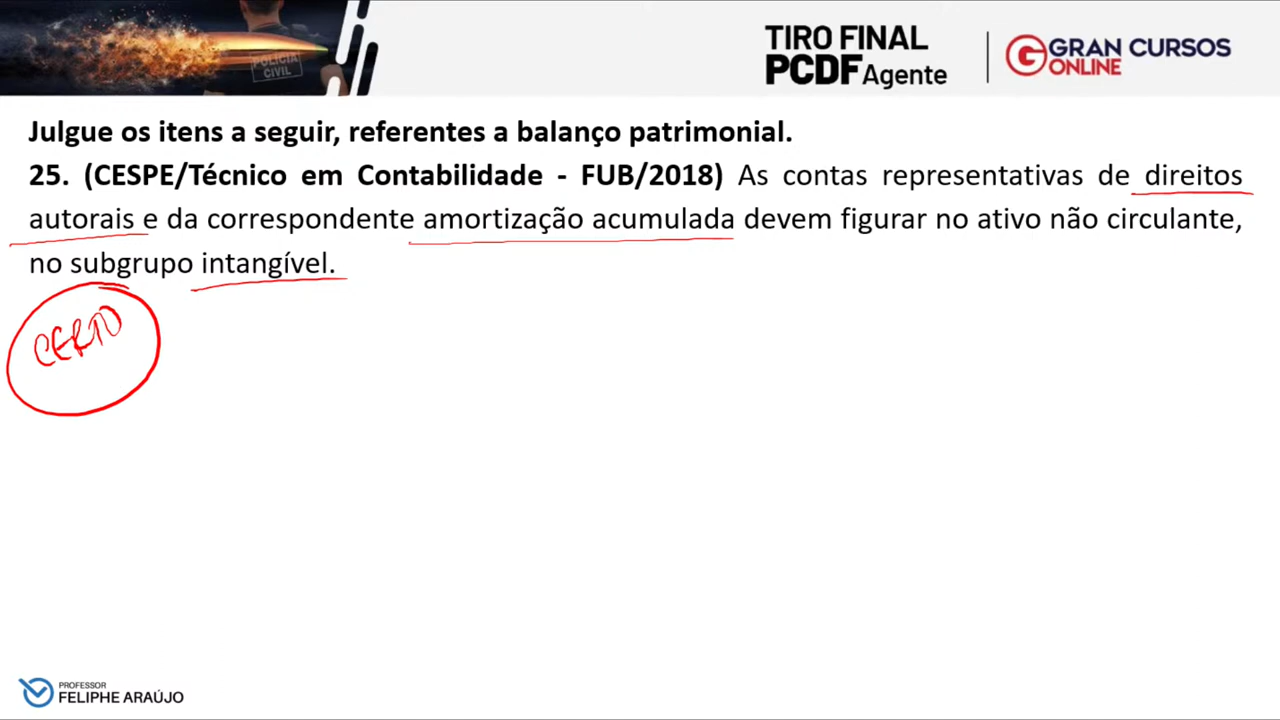 POLÍCIA
CIVIL
TIRO FINAL
PCDF Agente
GRAN CURSOS
ONLINE
Julgue os itens a seguir, referentes a balanço patrimonial.
25. (CESPE/Técnico em Contabilidade - FUB/2018) As contas representativas de direitos
autorais e da correspondente amortização acumulada devem figurar no ativo não circulante,
no subgrupo intangível.
CERTO
PROFESSOR
FELIPHE ARAÚJO